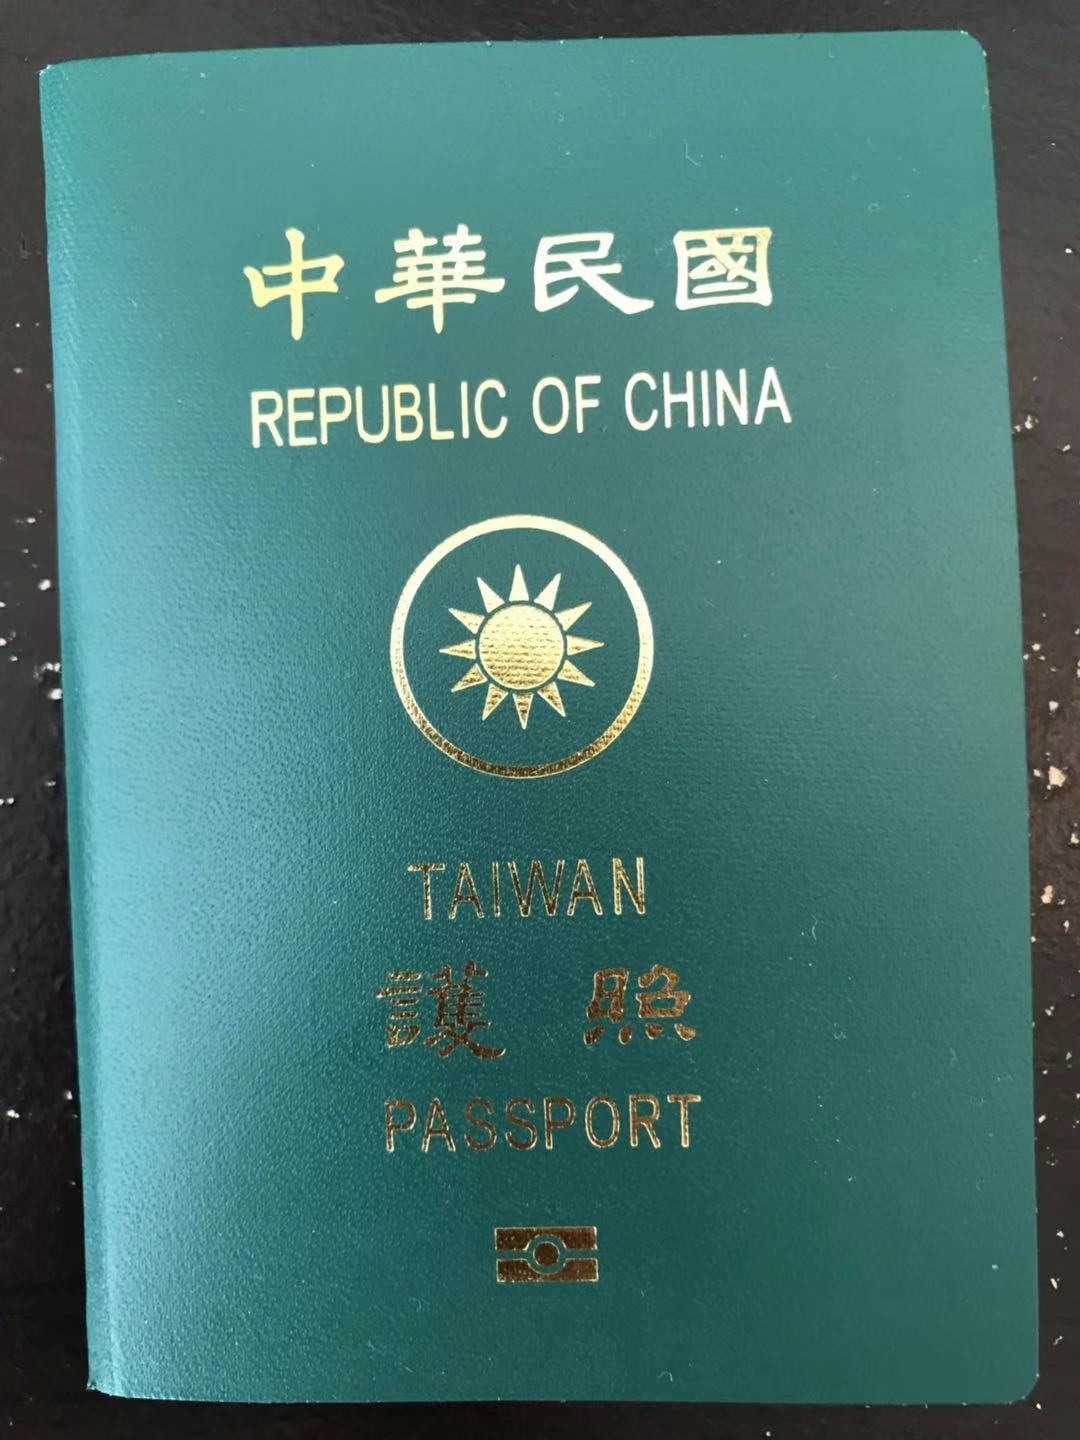 中華民國
REPUBLIC OF CHINA
TAIWAN
護照
PASSPORT